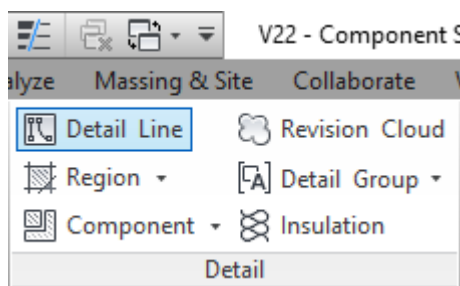 V22 - Component S
alyze Massing & Site Collaborate
Detail Line Revision Cloud
Region Detail Group
Component Insulation
Detail